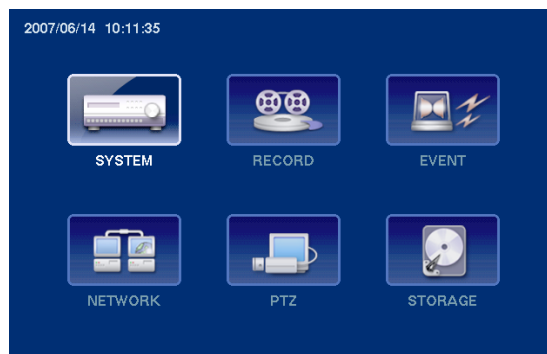 2007/06/14 10:11:35
SYSTEM RECORD EVENT
NETWORK PTZ STORAGE